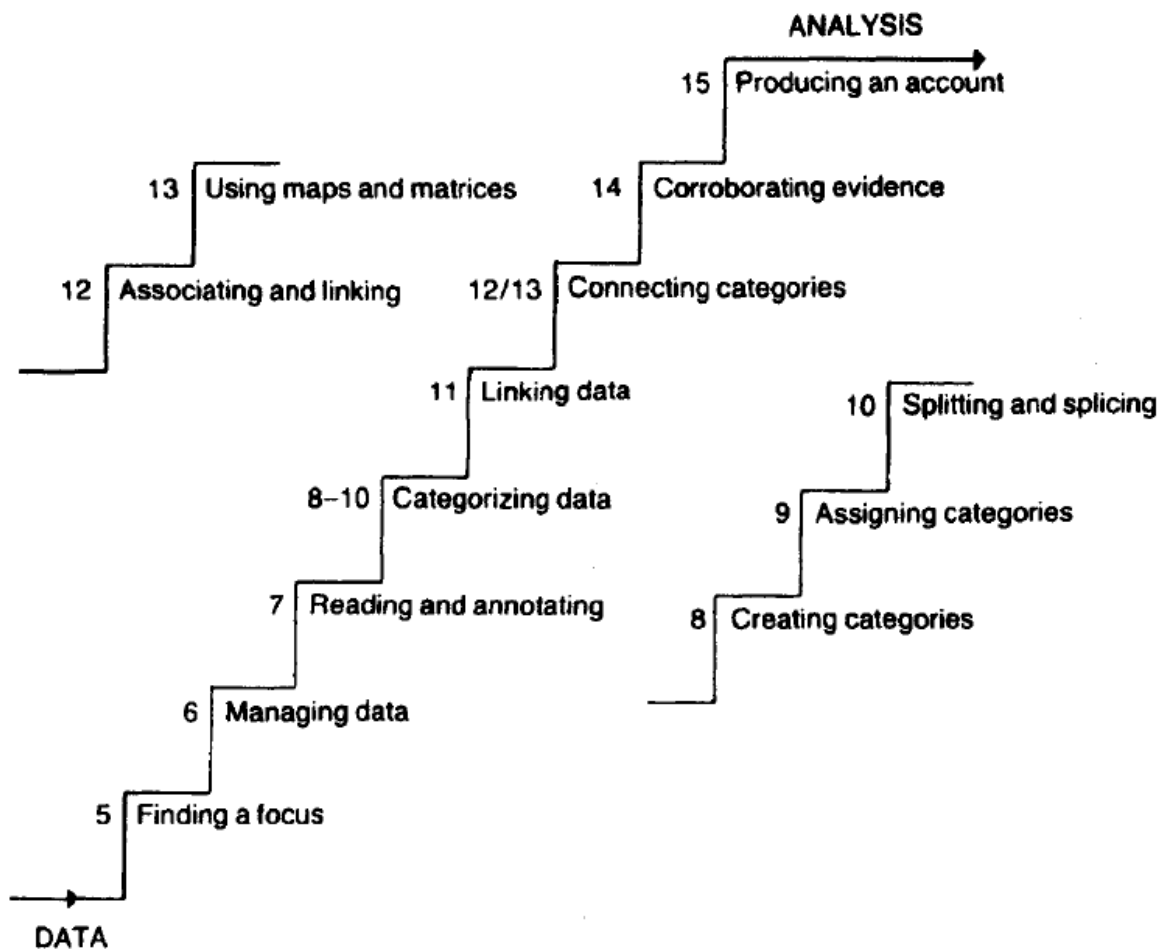 ANALYSIS
15 Producing an account
13 Using maps and matrices
14 Corroborating evidence
12 Associating and linking
12/13 Connecting categories
11 Linking data
10 Splitting and splicing
8–10 Categorizing data
9 Assigning categories
7 Reading and annotating
8 Creating categories
6 Managing data
5 Finding a focus
DATA